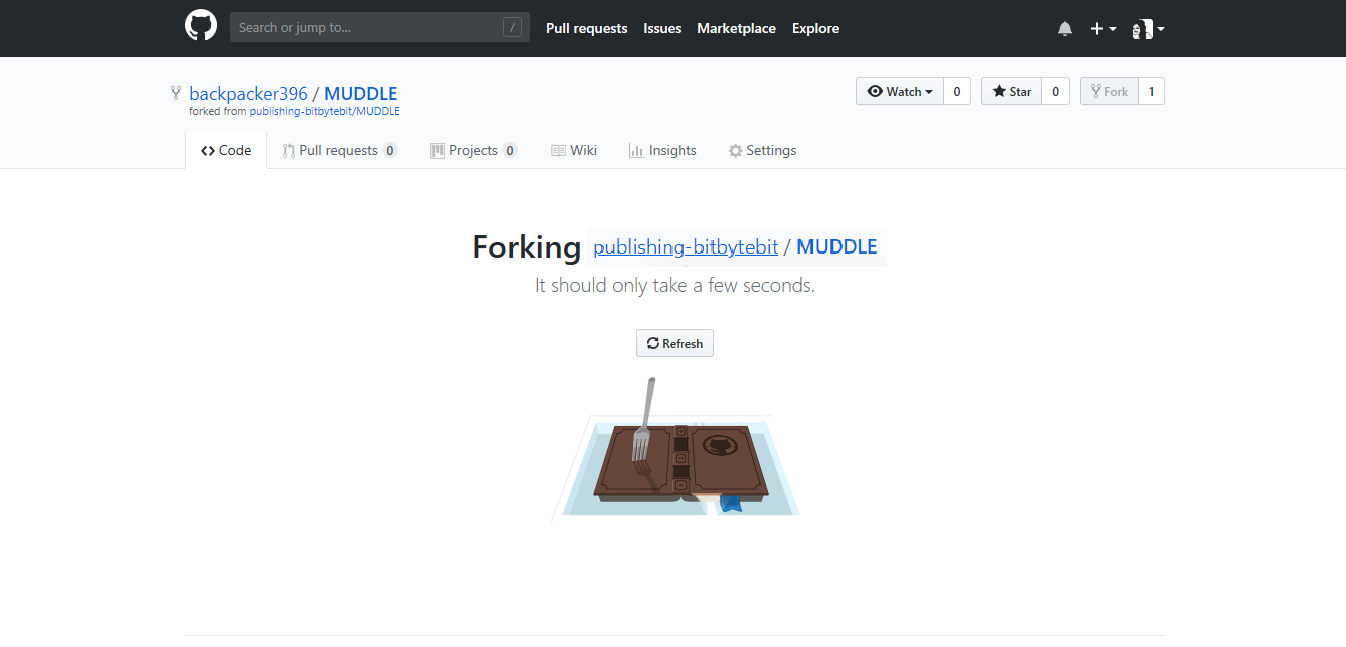 Search or jump to... / Pull requests Issues Marketplace Explore
backpacker396 / MUDDLE Watch 0 Star 0 Fork 1
forked from publishing-bitbytebit/MUDDLE
Code Pull requests 0 Projects 0 Wiki Insights Settings
Forking publishing-bitbytebit / MUDDLE
It should only take a few seconds.
Refresh